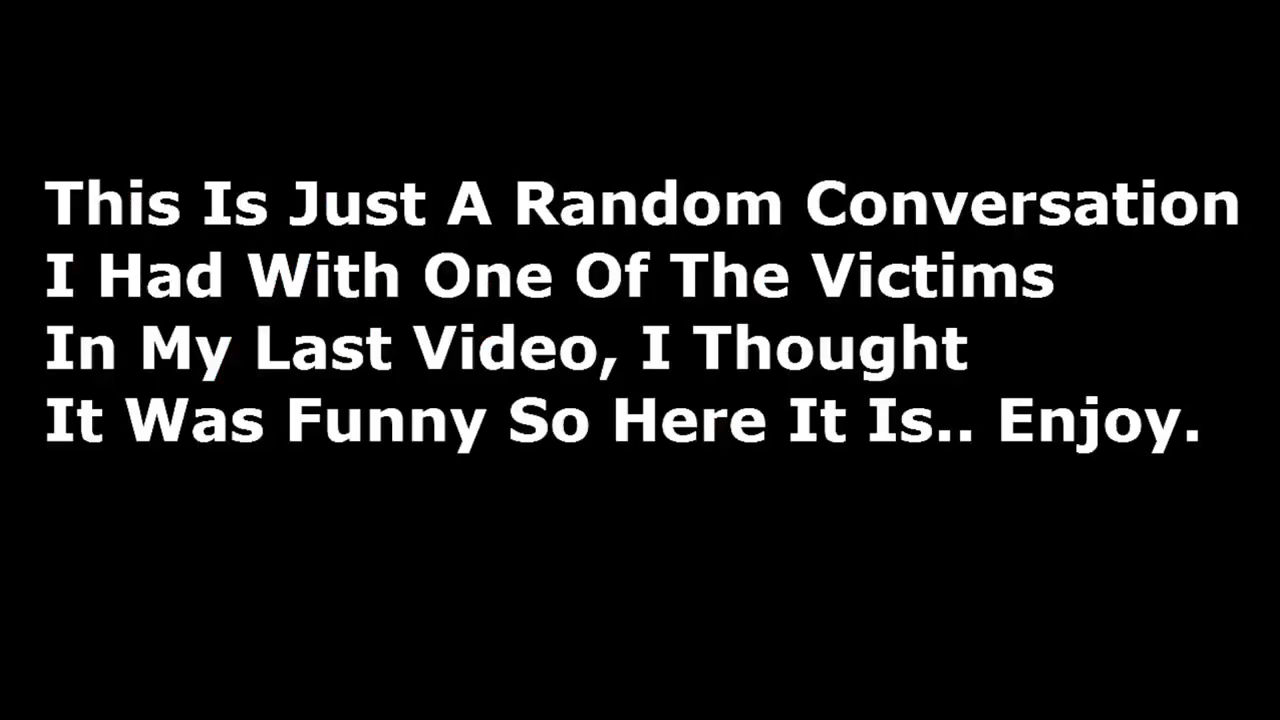 This Is Just A Random Conversation
I Had With One Of The Victims
In My Last Video, I Thought
It Was Funny So Here It Is.. Enjoy.